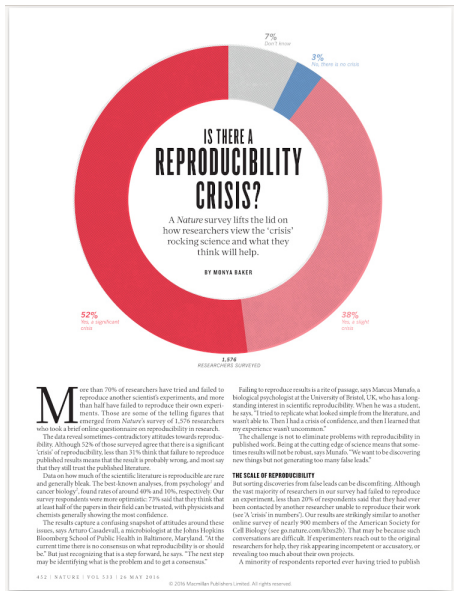 7%
Don't know
3%
No, there is no crisis
IS THERE A
REPRODUCIBILITY
CRISIS?
A Nature survey lifts the lid on
how researchers view the 'crisis'
rocking science and what they
think will help.
BY MONYA BAKER
52%
Yes, a significant
crisis
38%
Yes, a slight
crisis
1,576
RESEARCHERS SURVEYED
More than 70% of researchers have tried and failed to
reproduce another scientist's experiments, and more
than half have failed to reproduce their own experi-
ments. Those are some of the telling figures that
emerged from Nature's survey of 1,576 researchers
who took a brief online questionnaire on reproducibility in research.
The data reveal sometimes-contradictory attitudes towards reproduc-
ibility. Although 52% of those surveyed agree that there is a significant
'crisis' of reproducibility, less than 31% think that failure to reproduce
published results means that the result is probably wrong, and most say
that they still trust the published literature.
Data on how much of the scientific literature is reproducible are rare
and generally bleak. The best-known analyses, from psychology¹ and
cancer biology², found rates of around 40% and 10%, respectively. Our
survey respondents were more optimistic: 73% said that they think that
at least half of the papers in their field can be trusted, with physicists and
chemists generally showing the most confidence.
The results capture a confusing snapshot of attitudes around these
issues, says Arturo Casadevall, a microbiologist at the Johns Hopkins
Bloomberg School of Public Health in Baltimore, Maryland. "At the
current time there is no consensus on what reproducibility is or should
be." But just recognizing that is a step forward, he says. "The next step
may be identifying what is the problem and to get a consensus."
Failing to reproduce results is a rite of passage, says Marcus Munafo, a
biological psychologist at the University of Bristol, UK, who has a long-
standing interest in scientific reproducibility. When he was a student,
he says, "I tried to replicate what looked simple from the literature, and
wasn't able to. Then I had a crisis of confidence, and then I learned that
my experience wasn't uncommon."
The challenge is not to eliminate problems with reproducibility in
published work. Being at the cutting edge of science means that some-
times results will not be robust, says Munafo. "We want to be discovering
new things but not generating too many false leads."
THE SCALE OF REPRODUCIBILITY
But sorting discoveries from false leads can be discomfiting. Although
the vast majority of researchers in our survey had failed to reproduce
an experiment, less than 20% of respondents said that they had ever
been contacted by another researcher unable to reproduce their work
(see 'A crisis in numbers'). Our results are strikingly similar to another
online survey of nearly 900 members of the American Society for
Cell Biology (see go.nature.com/kbzs2b). That may be because such
conversations are difficult. If experimenters reach out to the original
researchers for help, they risk appearing incompetent or accusatory, or
revealing too much about their own projects.
A minority of respondents reported ever having tried to publish
452 | NATURE | VOL 533 | 26 MAY 2016
© 2016 Macmillan Publishers Limited. All rights reserved.